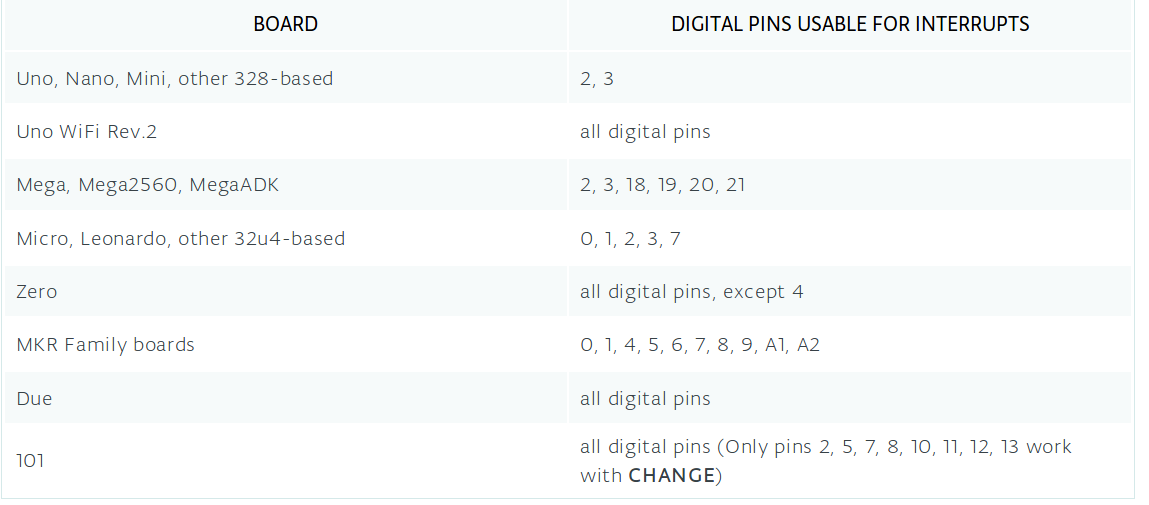 BOARD DIGITAL PINS USABLE FOR INTERRUPTS
Uno, Nano, Mini, other 328-based 2, 3
Uno WiFi Rev.2 all digital pins
Mega, Mega2560, MegaADK 2, 3, 18, 19, 20, 21
Micro, Leonardo, other 32u4-based 0, 1, 2, 3, 7
Zero all digital pins, except 4
MKR Family boards 0, 1, 4, 5, 6, 7, 8, 9, A1, A2
Due all digital pins
101 all digital pins (Only pins 2, 5, 7, 8, 10, 11, 12, 13 work
with CHANGE)